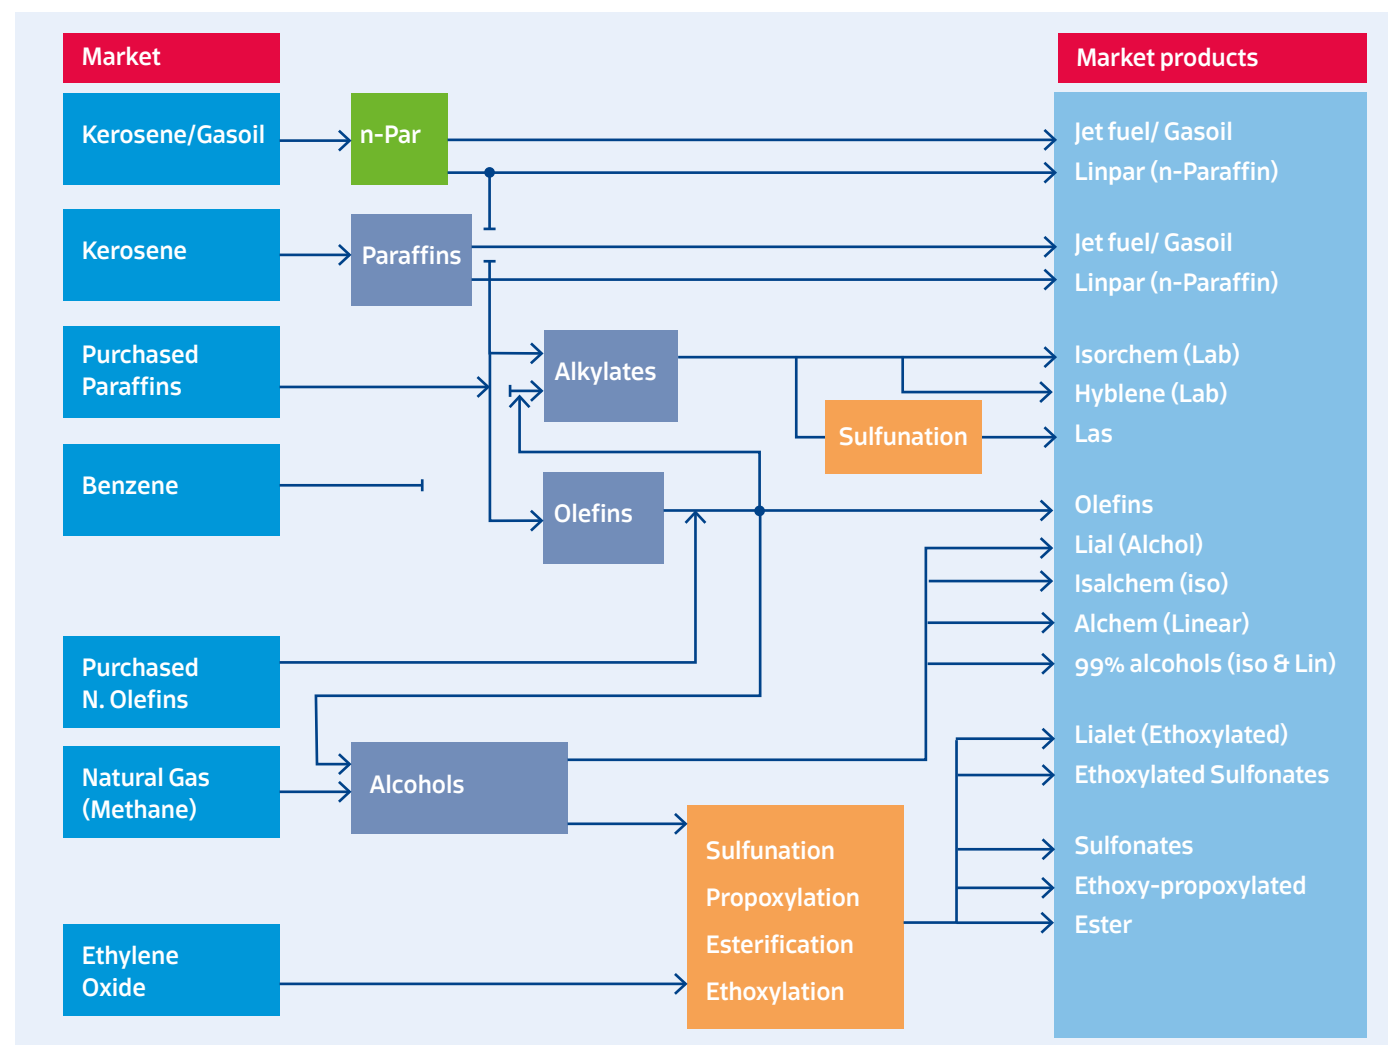 Market
Market products
Kerosene/Gasoil
n-Par
Jet fuel/ Gasoil
Linpar (n-Paraffin)
Kerosene
Paraffins
Jet fuel/ Gasoil
Linpar (n-Paraffin)
Purchased
Paraffins
Alkylates
Isorchem (Lab)
Hyblene (Lab)
Sulfunation
Las
Benzene
Olefins
Olefins
Lial (Alchol)
Isalchem (iso)
Alchem (Linear)
99% alcohols (iso & Lin)
Purchased
N. Olefins
Natural Gas
(Methane)
Alcohols
Lialet (Ethoxylated)
Ethoxylated Sulfonates
Sulfunation
Propoxylation
Esterification
Ethoxylation
Sulfonates
Ethoxy-propoxylated
Ester
Ethylene
Oxide